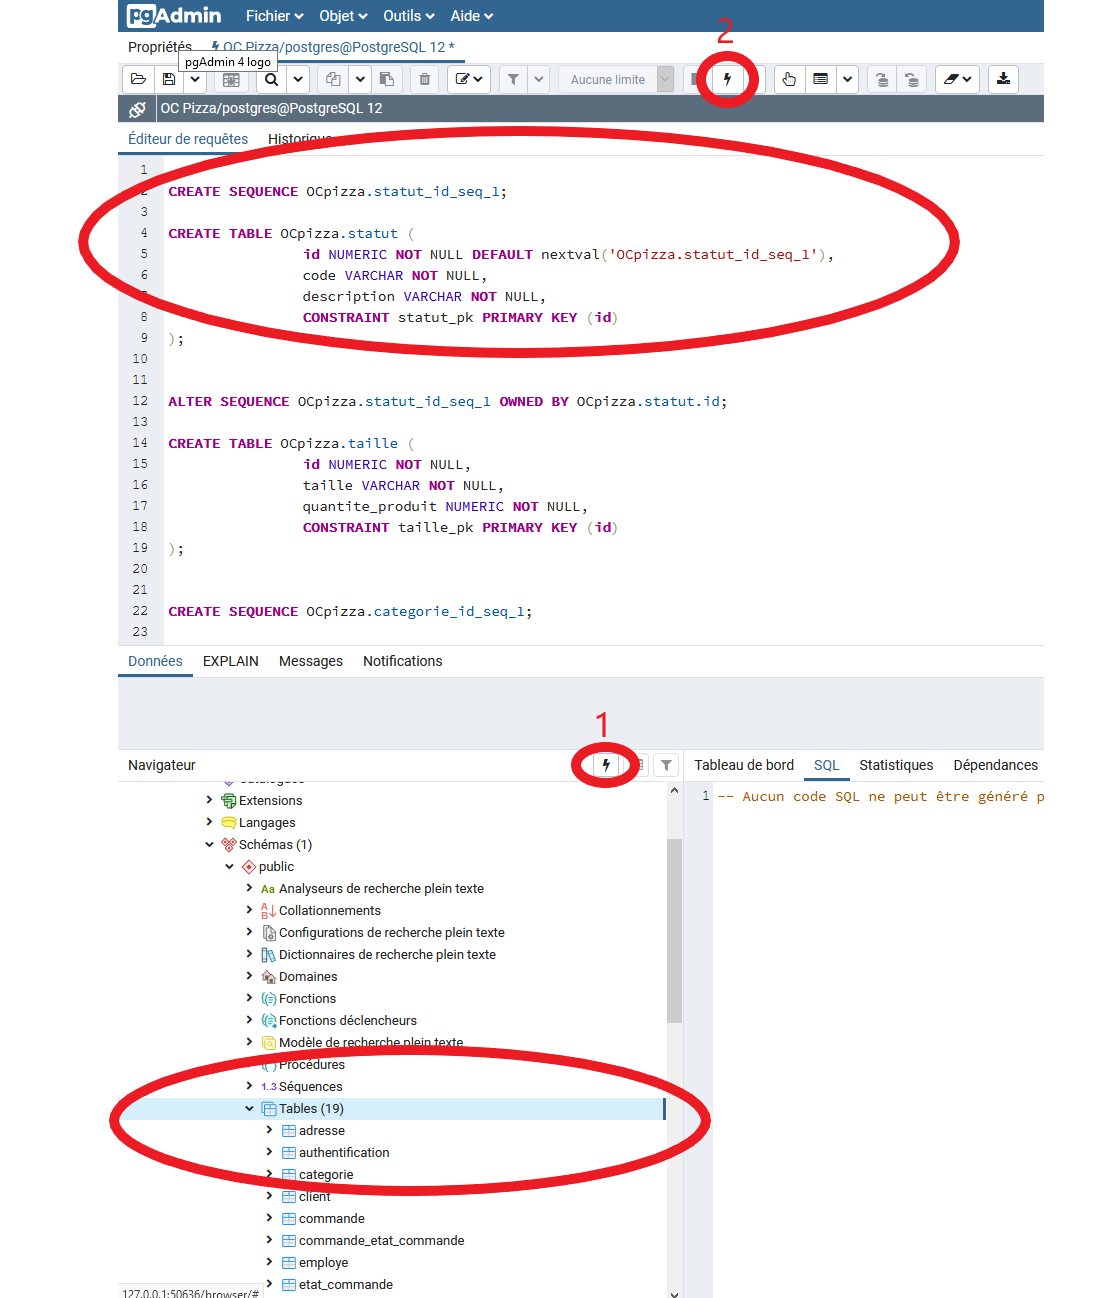 pgAdmin Fichier Objet Outils Aide
2
Propriétés OC Pizza/postgres@PostgreSQL 12 *
pgAdmin 4 logo
Aucune limite
OC Pizza/postgres@PostgreSQL 12
Éditeur de requêtes Historique
1
2 CREATE SEQUENCE OCpizza.statut_id_seq_1;
3
4 CREATE TABLE OCpizza.statut (
5 id NUMERIC NOT NULL DEFAULT nextval('OCpizza.statut_id_seq_1'),
6 code VARCHAR NOT NULL,
7 description VARCHAR NOT NULL,
8 CONSTRAINT statut_pk PRIMARY KEY (id)
9 );
10
11
12 ALTER SEQUENCE OCpizza.statut_id_seq_1 OWNED BY OCpizza.statut.id;
13
14 CREATE TABLE OCpizza.taille (
15 id NUMERIC NOT NULL,
16 taille VARCHAR NOT NULL,
17 quantite_produit NUMERIC NOT NULL,
18 CONSTRAINT taille_pk PRIMARY KEY (id)
19 );
20
21
22 CREATE SEQUENCE OCpizza.categorie_id_seq_1;
23
Données EXPLAIN Messages Notifications
1
Navigateur Tableau de bord SQL Statistiques Dépendances
1 -- Aucun code SQL ne peut être généré p
Catalogues
Extensions
Langages
Schémas (1)
public
Aa Analyseurs de recherche plein texte
Collationnements
Configurations de recherche plein texte
Dictionnaires de recherche plein texte
Domaines
Fonctions
Fonctions déclencheurs
Modèle de recherche plein texte
Procédures
1..3 Séquences
Tables (19)
adresse
authentification
categorie
client
commande
commande_etat_commande
employe
etat_commande
127.0.0.1:50636/browser/#